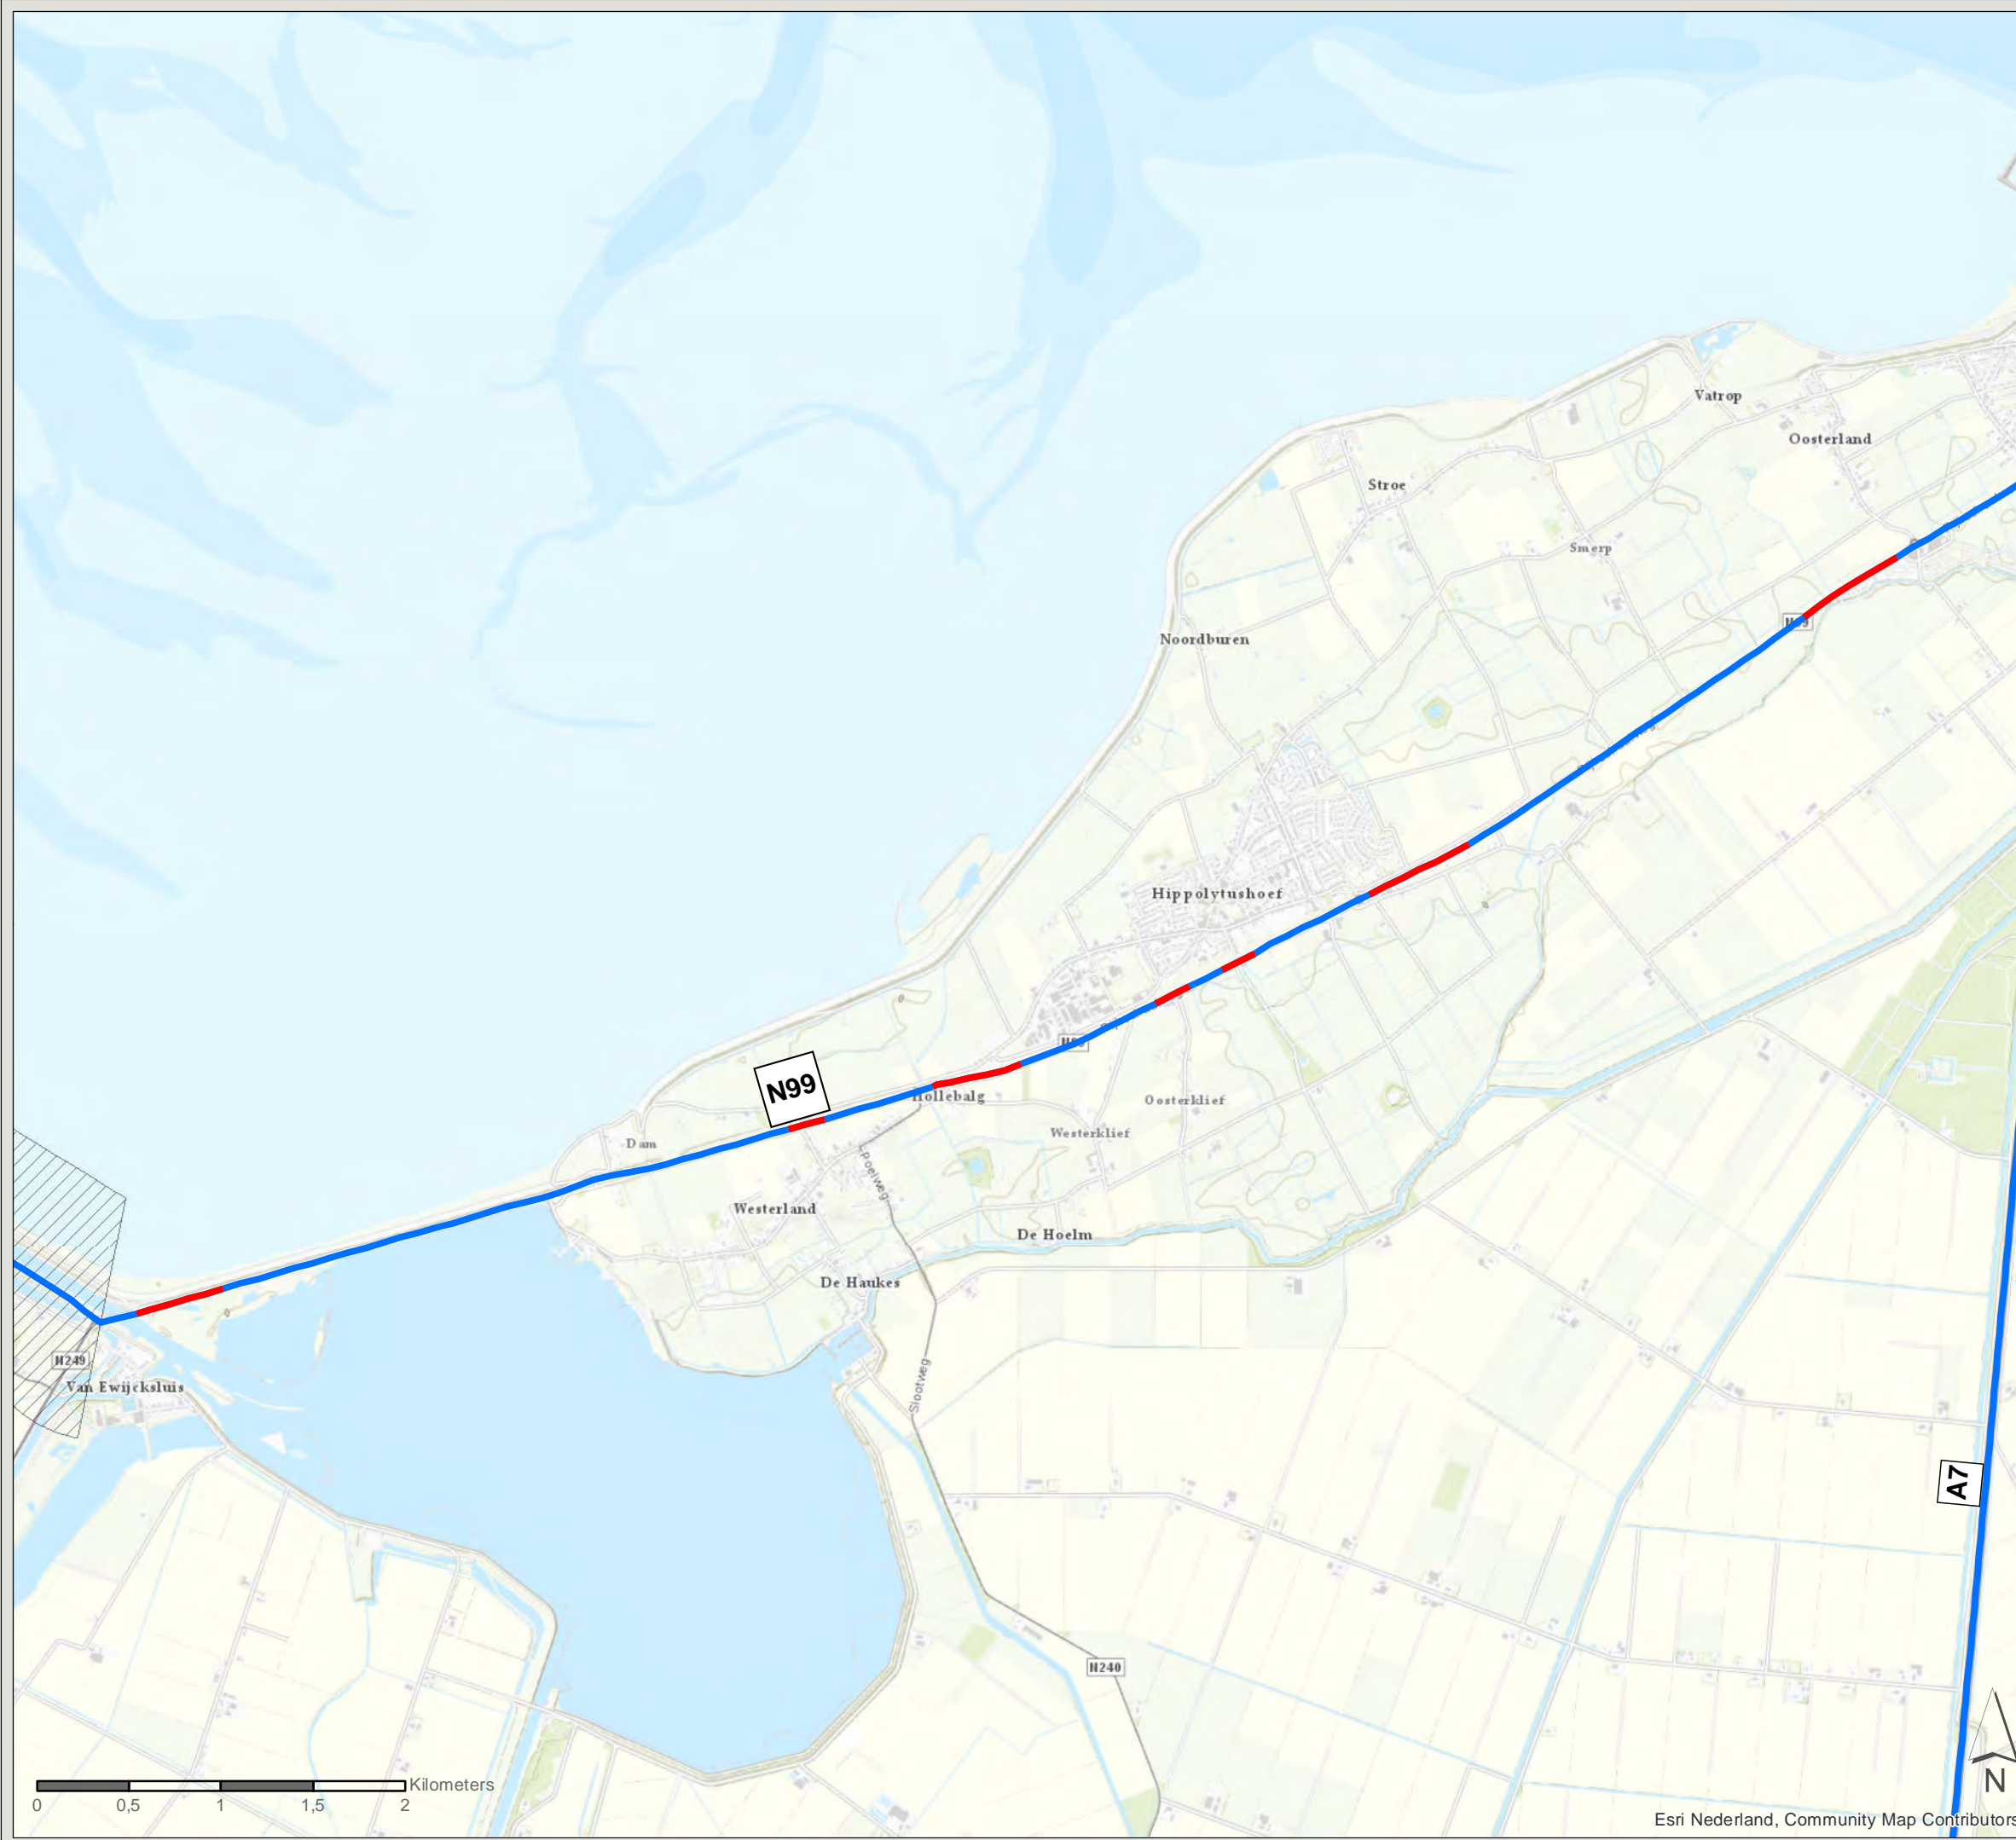 Vatrop
Oosterland
Stroe
Smerp
Noordburen
Hippolytushoef
N99
Hollebalg
Oosterklief
Westerklief
Dam
Poelweg
Westerland
De Hoelm
De Haukes
N249
Van Ewijcksluis
Slootweg
A7
N240
Kilometers
0 0,5 1 1,5 2
N
Esri Nederland, Community Map Contributors